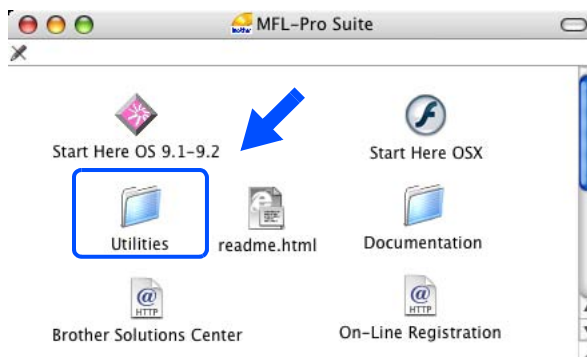 MFL-Pro Suite
Start Here OS 9.1-9.2
Start Here OSX
Utilities
readme.html
Documentation
HTTP
HTTP
Brother Solutions Center
On-Line Registration